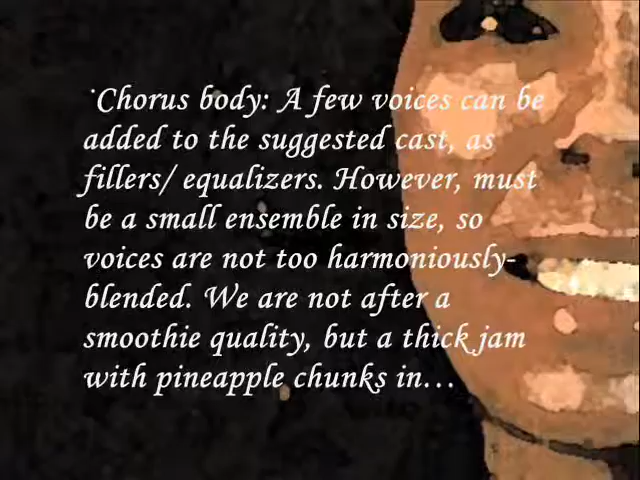 ·Chorus body: A few voices can be
added to the suggested cast, as
fillers/ equalizers. However, must
be a small ensemble in size, so
voices are not too harmoniously-
blended. We are not after a
smoothie quality, but a thick jam
with pineapple chunks in…